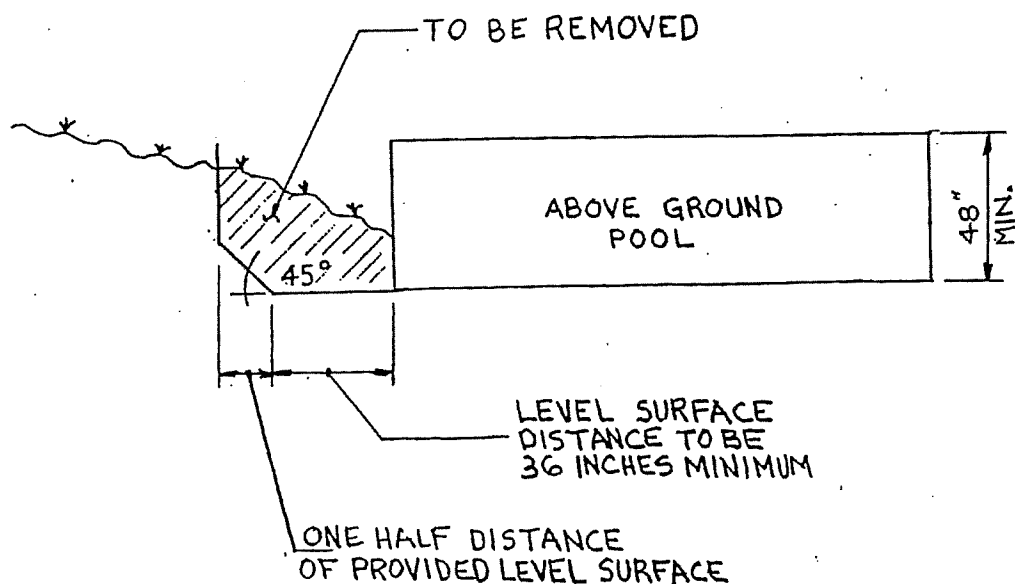 TO BE REMOVED
ABOVE GROUND
POOL
48"
MIN.
45°
LEVEL SURFACE
DISTANCE TO BE
36 INCHES MINIMUM
ONE HALF DISTANCE
OF PROVIDED LEVEL SURFACE